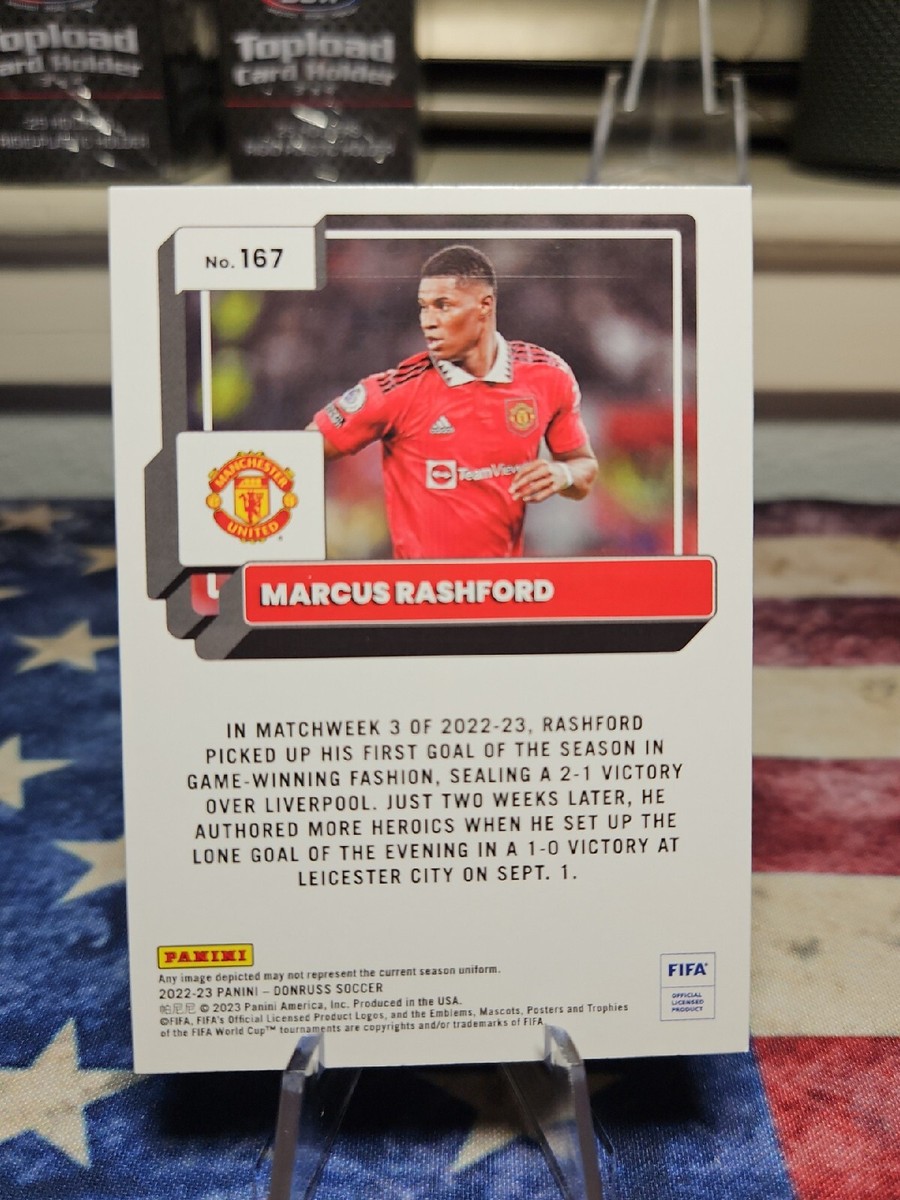 Topload
Card Holder
Topload
Card Holder
No. 167
TeamView
MANCHESTER
UNITED
MARCUS RASHFORD
IN MATCHWEEK 3 OF 2022-23, RASHFORD
PICKED UP HIS FIRST GOAL OF THE SEASON IN
GAME-WINNING FASHION, SEALING A 2-1 VICTORY
OVER LIVERPOOL. JUST TWO WEEKS LATER, HE
AUTHORED MORE HEROICS WHEN HE SET UP THE
LONE GOAL OF THE EVENING IN A 1-0 VICTORY AT
LEICESTER CITY ON SEPT. 1.
PANINI
Any image depicted may not represent the current season uniform.
2022-23 PANINI – DONRUSS SOCCER
帕尼尼 © 2023 Panini America, Inc. Produced in the USA.
©FIFA, FIFA's Official Licensed Product Logos, and the Emblems, Mascots, Posters and Trophies
of the FIFA World Cup™ tournaments are copyrights and/or trademarks of FIFA
FIFA®
OFFICIAL
LICENSED
PRODUCT